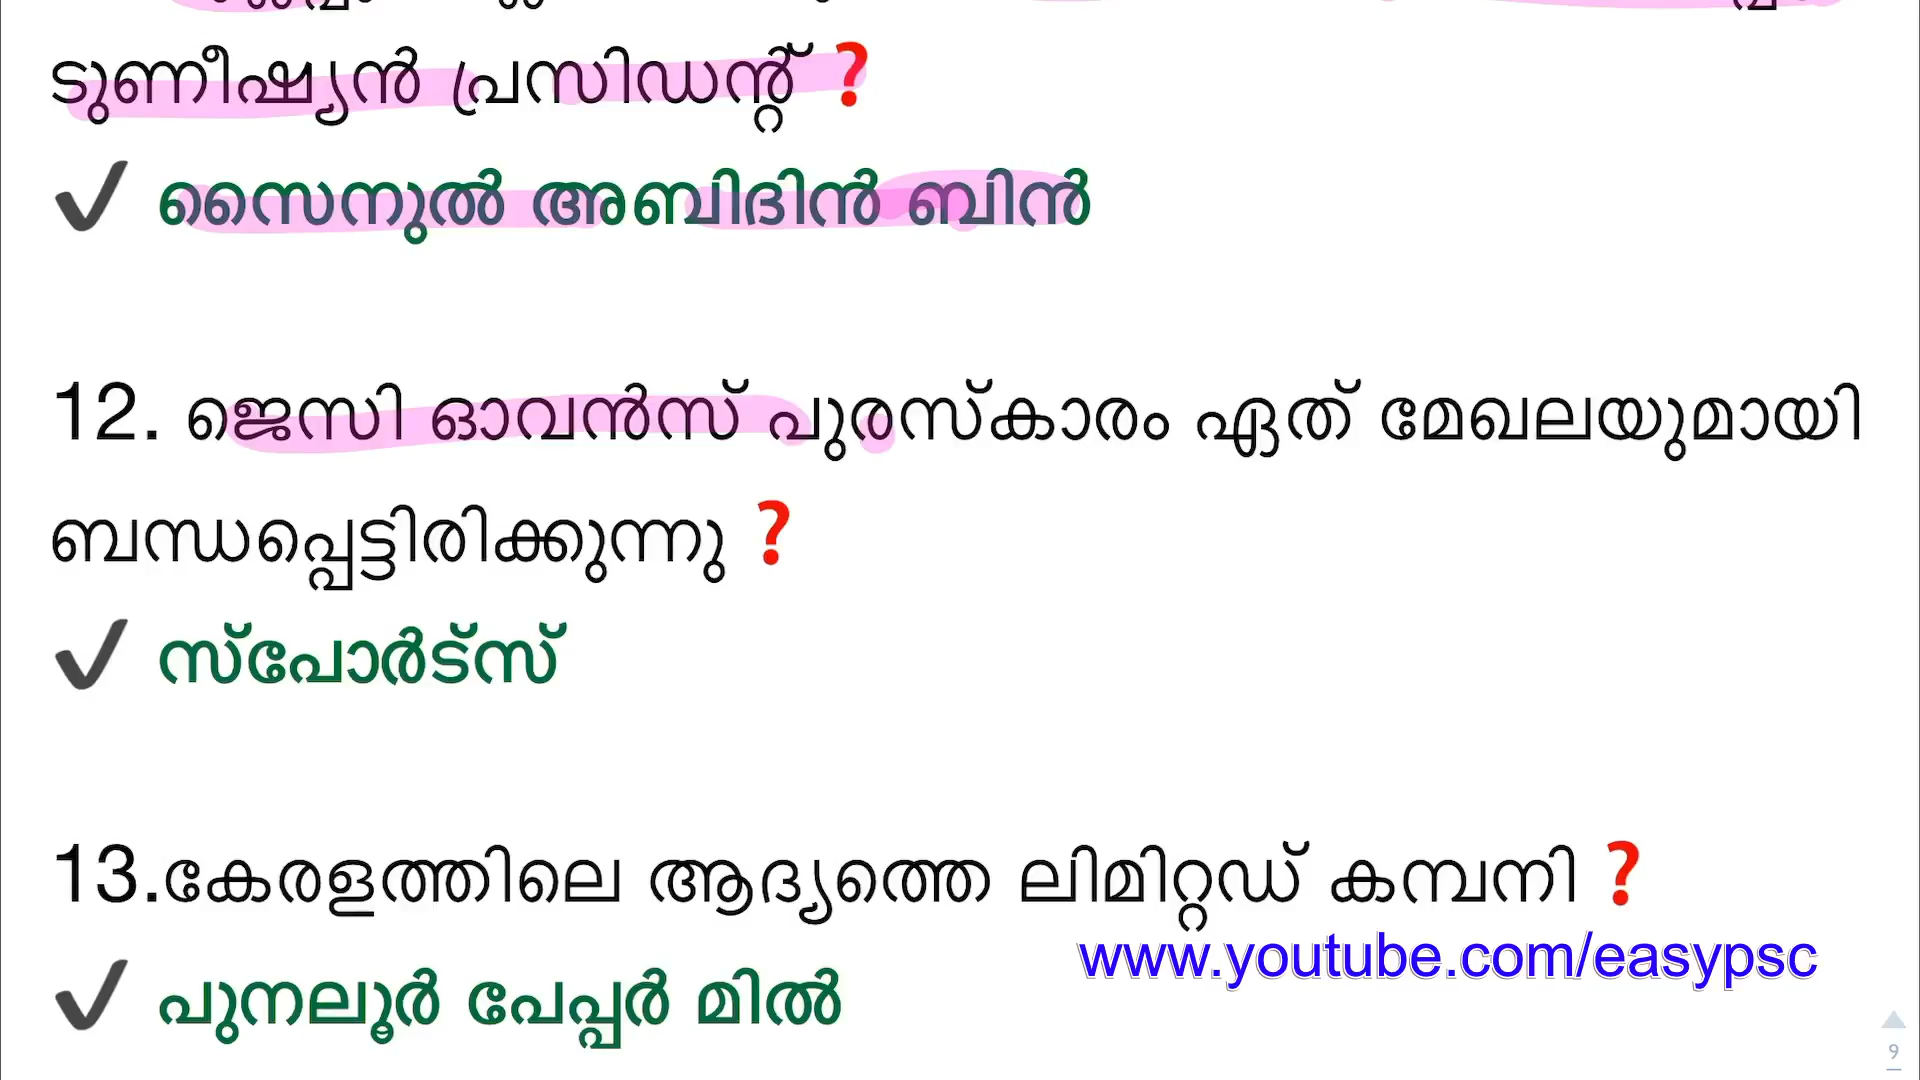 ടുണീഷ്യൻ പ്രസിഡന്റ് ❓
✔ സൈനുൽ അബിദിൻ ബിൻ
12. ജെസി ഓവൻസ് പുരസ്കാരം ഏത് മേഖലയുമായി
ബന്ധപ്പെട്ടിരിക്കുന്നു ❓
✔ സ്പോർട്സ്
13.കേരളത്തിലെ ആദ്യത്തെ ലിമിറ്റഡ് കമ്പനി ❓
www.youtube.com/easypsc
✔ പുനലൂർ പേപ്പർ മിൽ
9